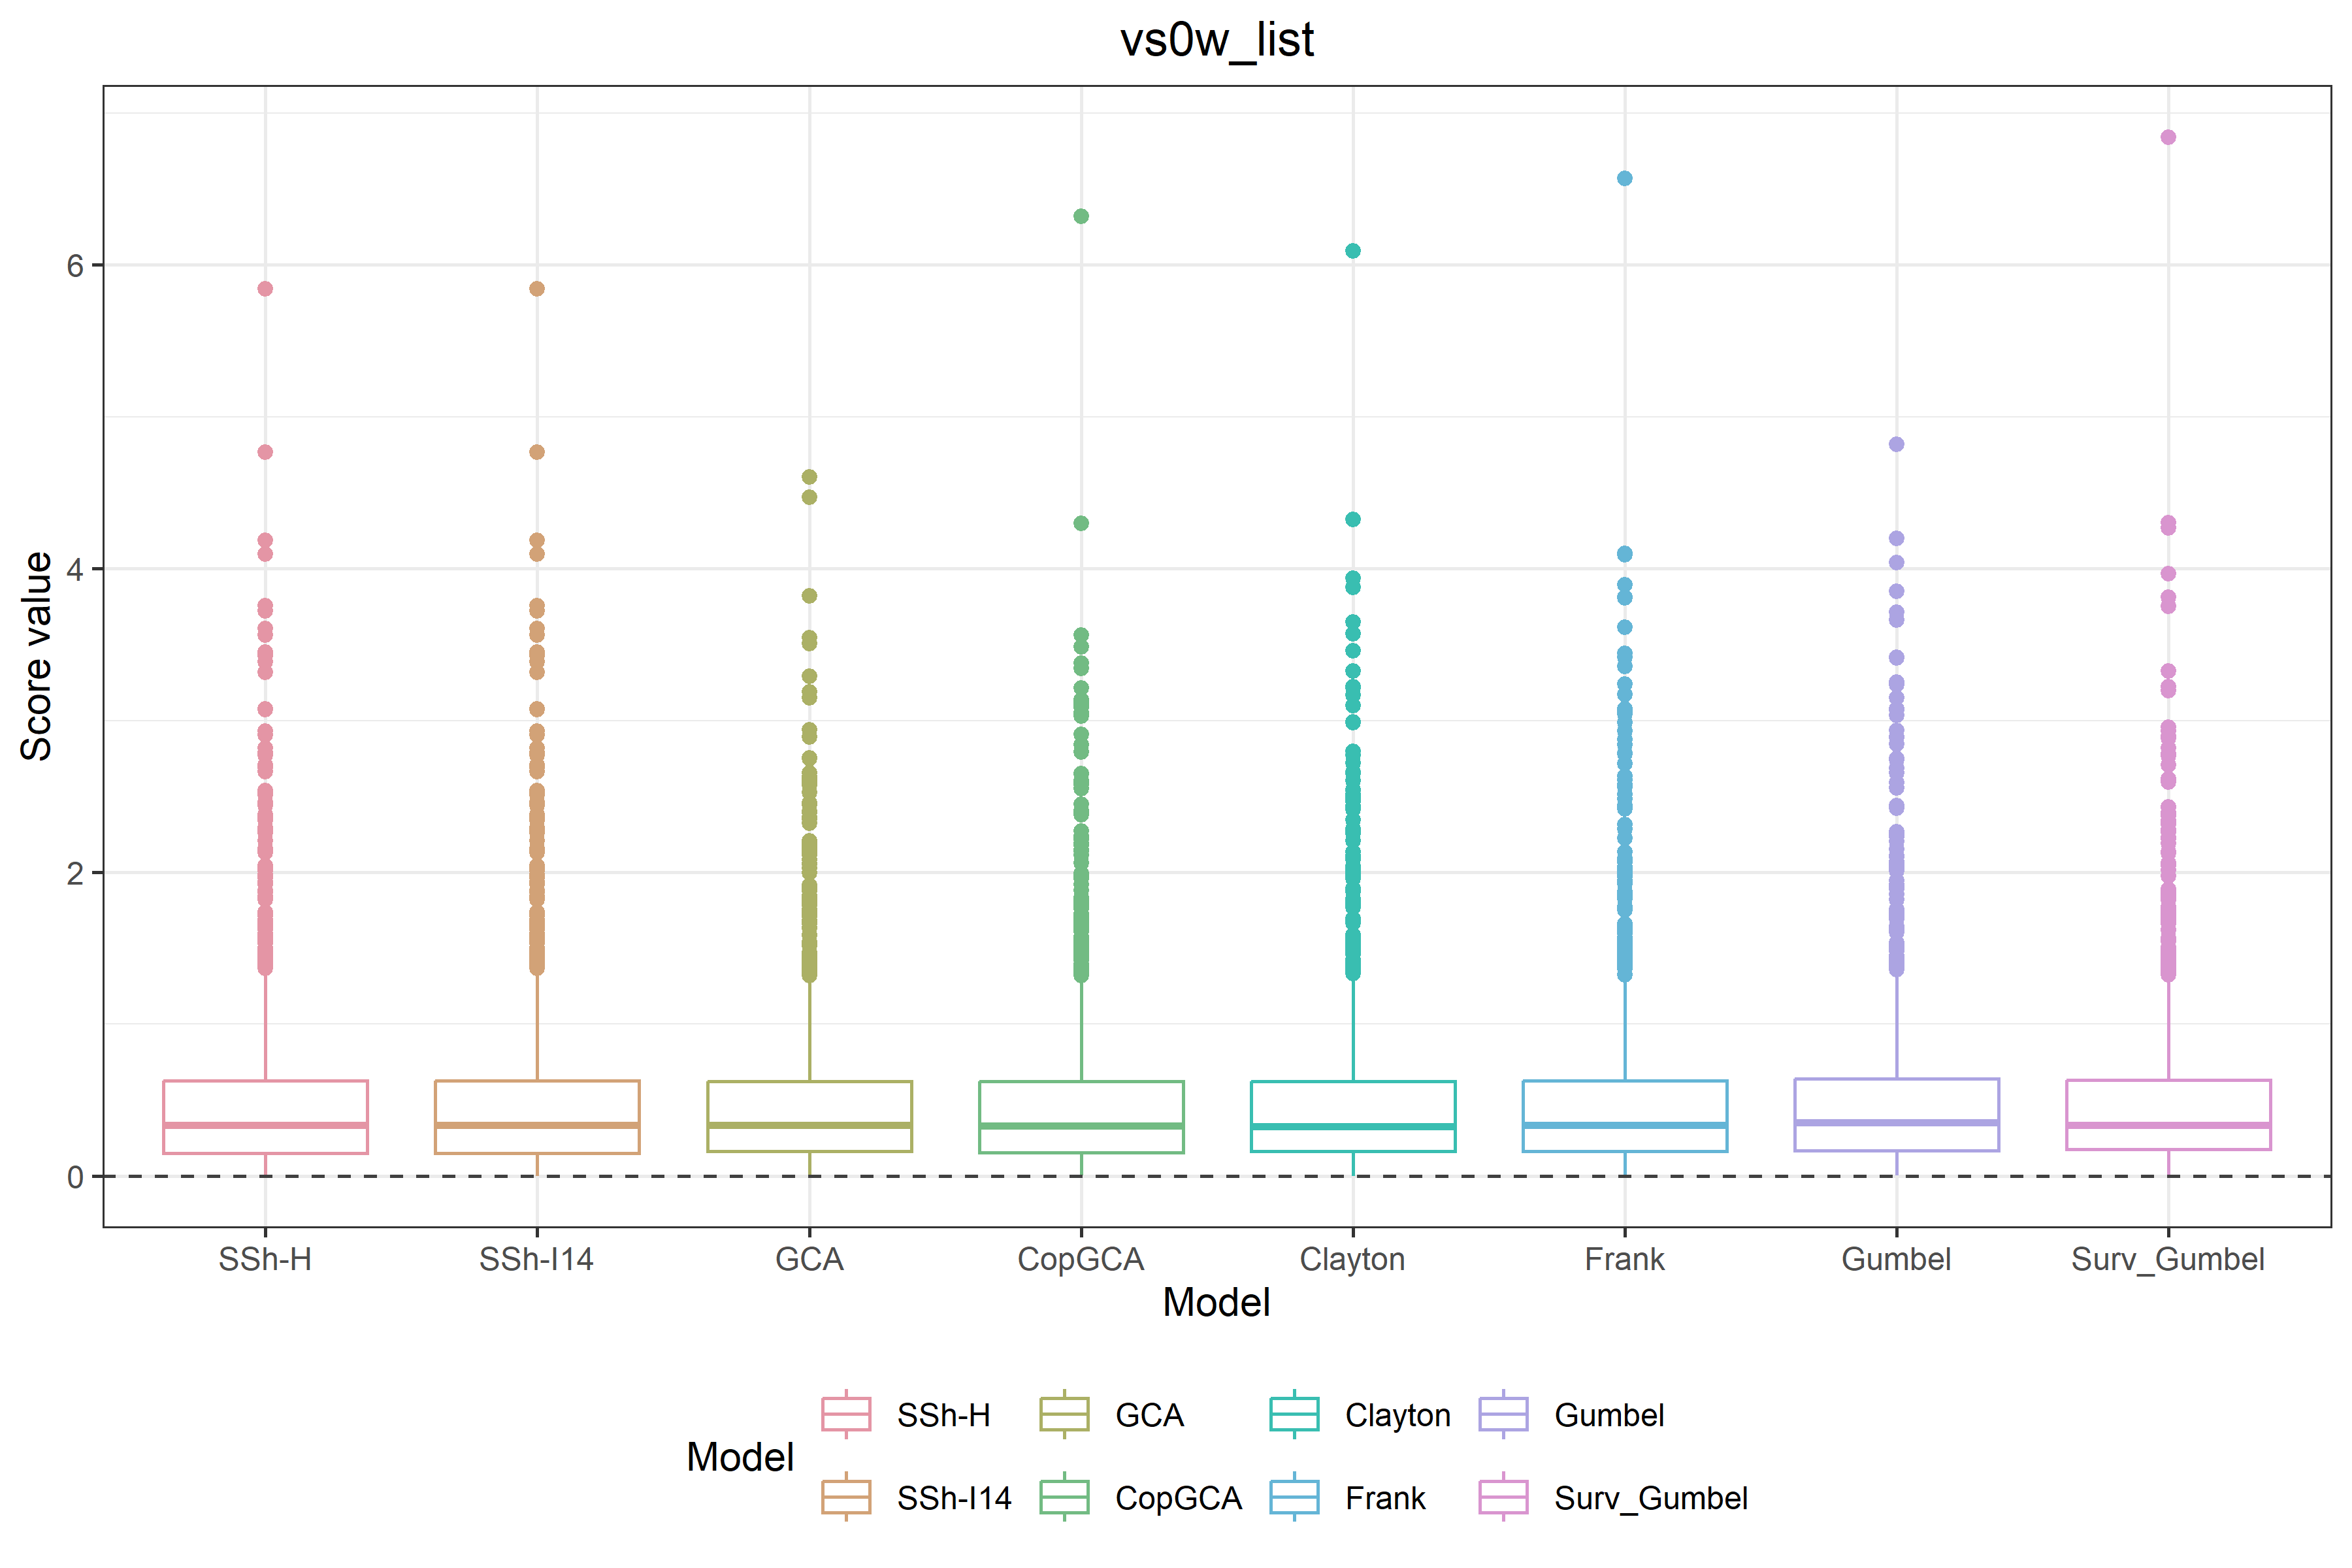 vs0w_list
Score value
6
4
2
0
SSh-H SSh-I14 GCA CopGCA Clayton Frank Gumbel Surv_Gumbel
Model
Model
SSh-H GCA Clayton Gumbel
SSh-I14 CopGCA Frank Surv_Gumbel